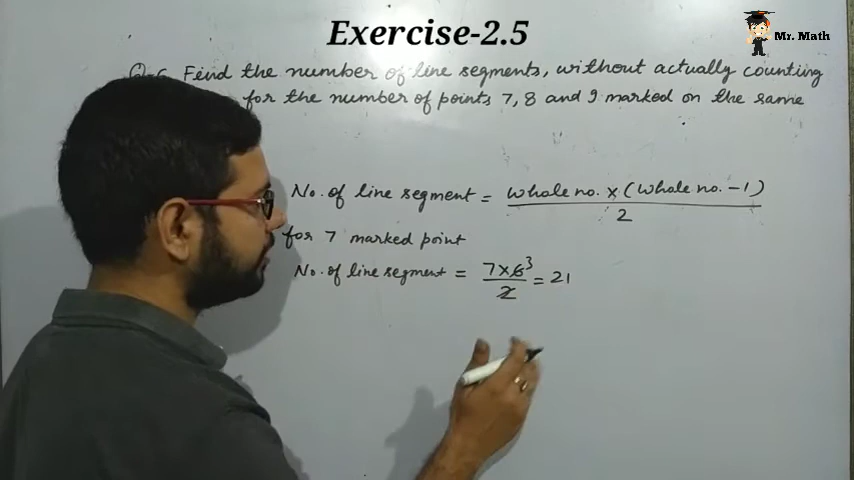 Exercise-2.5
Mr. Math
Find the number of line segments, without actually counting
for the number of points 7, 8 and 9 marked on the same
No. of line segment = whole no. x (whole no. - 1)
2
for 7 marked point
No. of line segment = 7 x 6 3
2 = 21